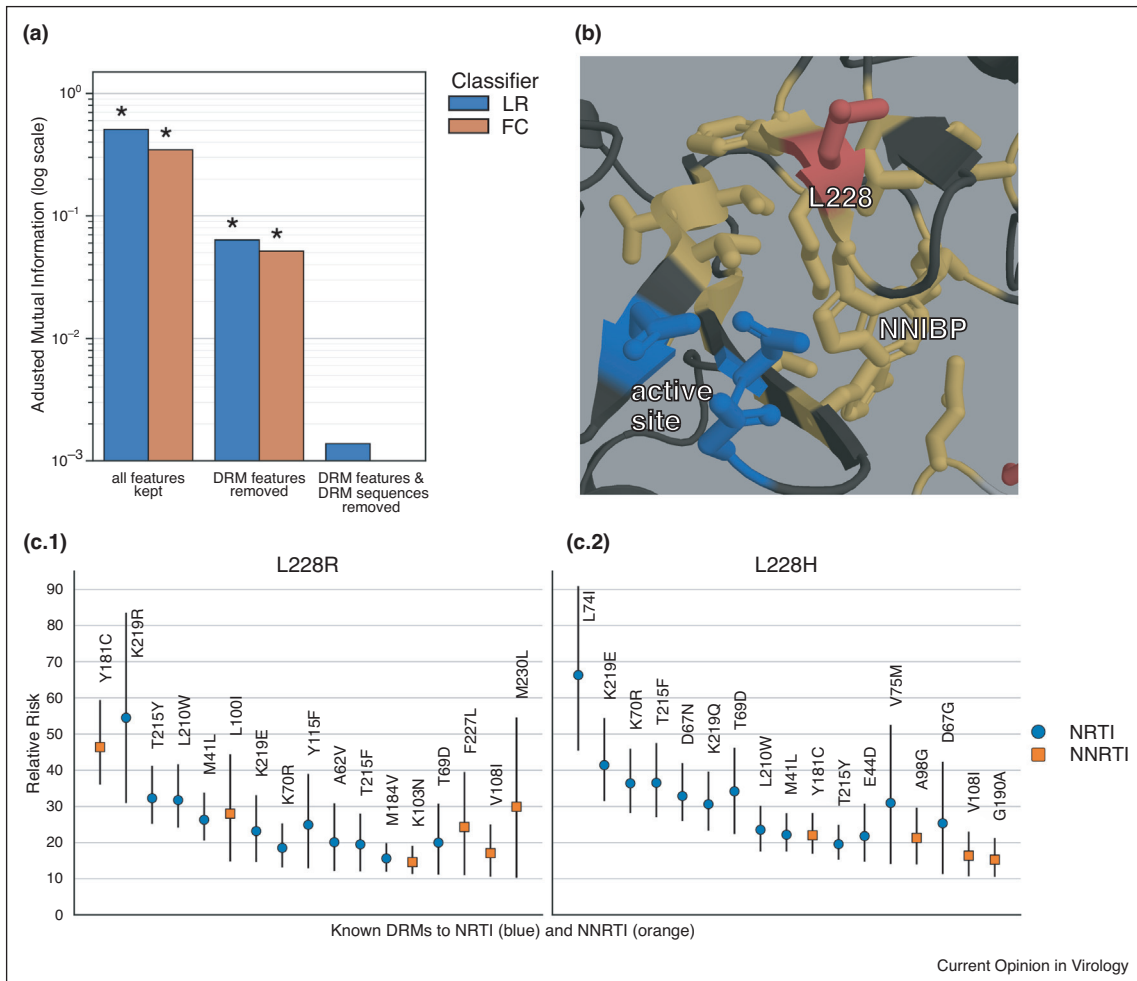 (a)
Adusted Mutual Information (log scale)
10⁰
10⁻¹
10⁻²
10⁻³
*
*
*
*
all features
kept
DRM features
removed
DRM features &
DRM sequences
removed
Classifier
LR
FC
(b)
L228
NNIBP
active
site
(c.1)
L228R
Relative Risk
90
80
70
60
50
40
30
20
10
0
Y181C
K219R
T215Y
L210W
M41L
L100I
K219E
K70R
Y115F
A62V
T215F
M184V
K103N
T69D
F227L
V108I
M230L
(c.2)
L228H
L74I
K219E
K70R
T215F
D67N
K219Q
T69D
L210W
M41L
Y181C
T215Y
E44D
V75M
A98G
D67G
V108I
G190A
NRTI
NNRTI
Known DRMs to NRTI (blue) and NNRTI (orange)
Current Opinion in Virology